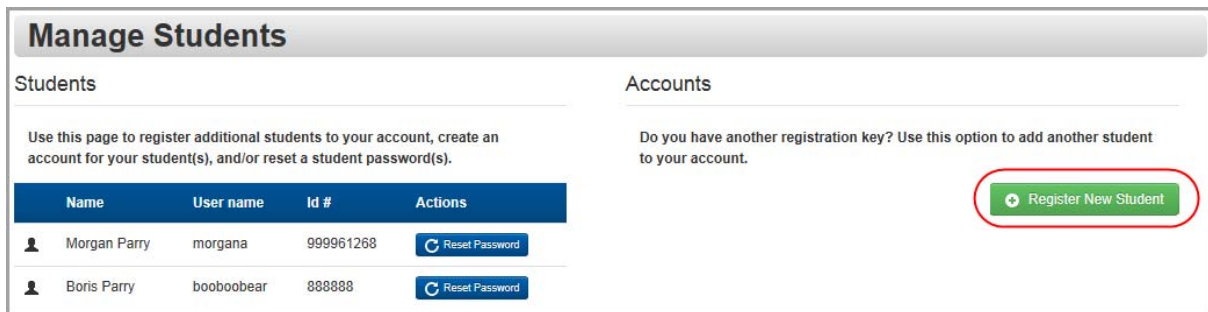 Manage Students
Students
Use this page to register additional students to your account, create an
account for your student(s), and/or reset a student password(s).
Name User name Id # Actions
Morgan Parry morgana 999961268 Reset Password
Boris Parry booboobear 888888 Reset Password
Accounts
Do you have another registration key? Use this option to add another student
to your account.
Register New Student